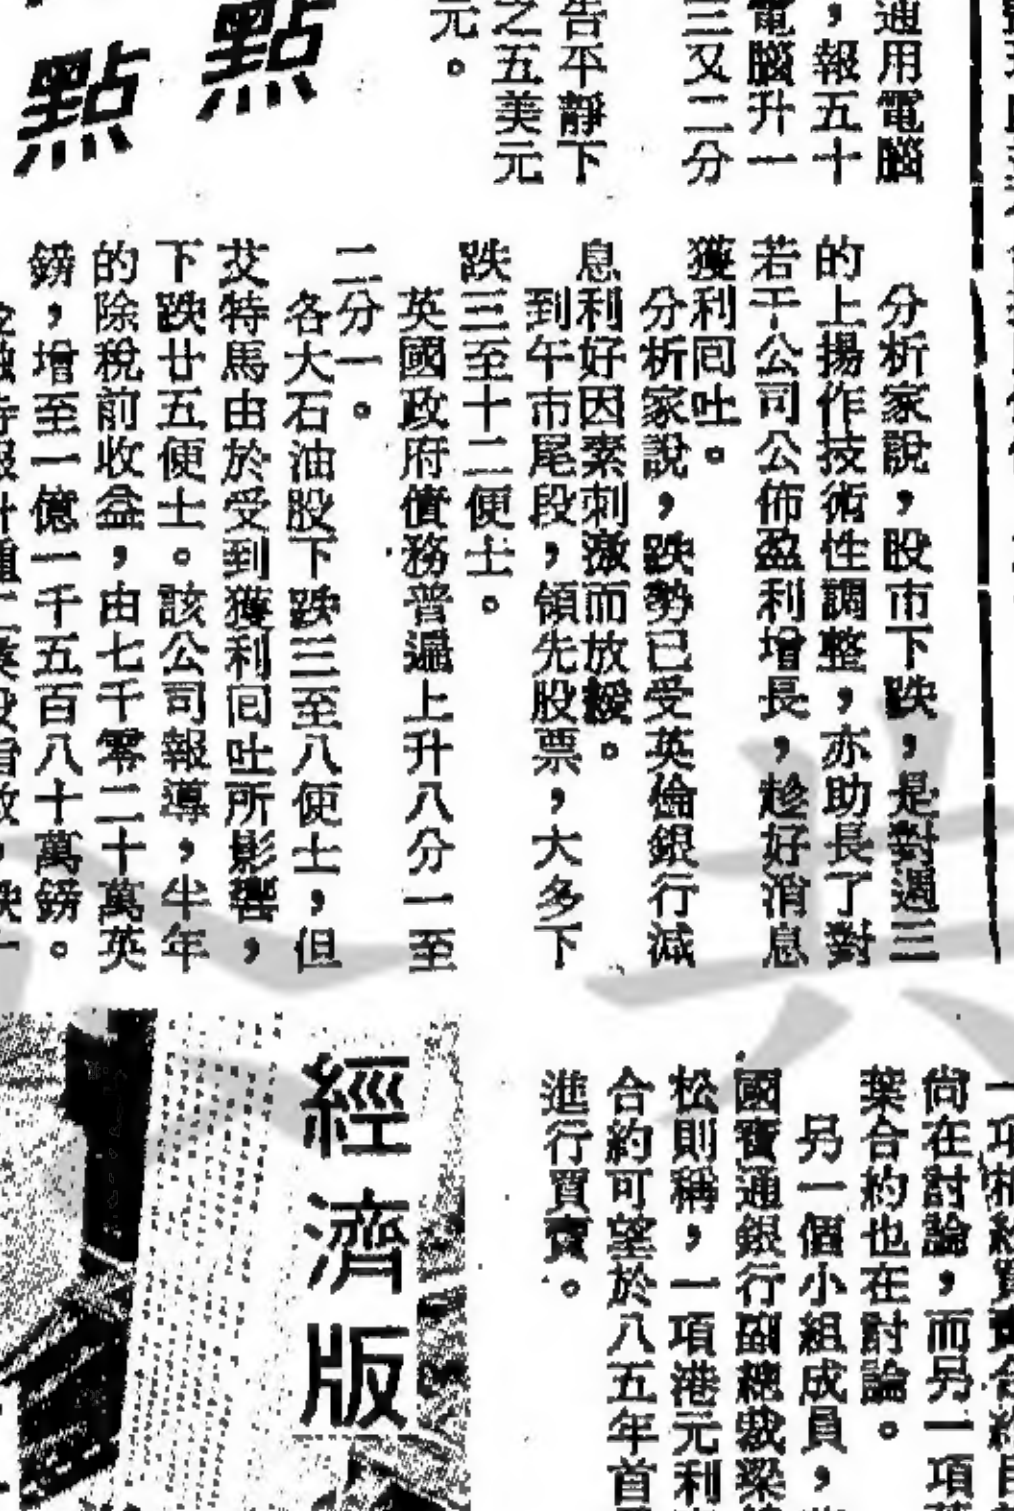 通用電腦
，報五十
電腦升一
三又二分
告平靜下
之五美元
元。
點
點
分析家說，股市下跌，是對週三
的上揚作技術性調整，亦助長了對
若干公司公佈盈利增長，趁好消息
獲利回吐。
分析家說，跌勢已受英倫銀行減
息利好因素刺激而放緩。
到午市尾段，領先股票，大多下
跌三至十二便士。
英國政府債務普遍上升八分一至
二分一。
各大石油股下跌三至八便士，但
艾特馬由於受到獲利回吐所影響，
下跌廿五便士。該公司報導，半年
的除稅前收益，由七千零二十萬英
鎊，增至一億一千五百八十萬鎊。
尚在討論，而另一項
葉合約也在討論。
另一個小組成員，
國寶通銀行副總裁梁
松則稱，一項港元利
合約可望於八五年首
進行買賣。
經濟版